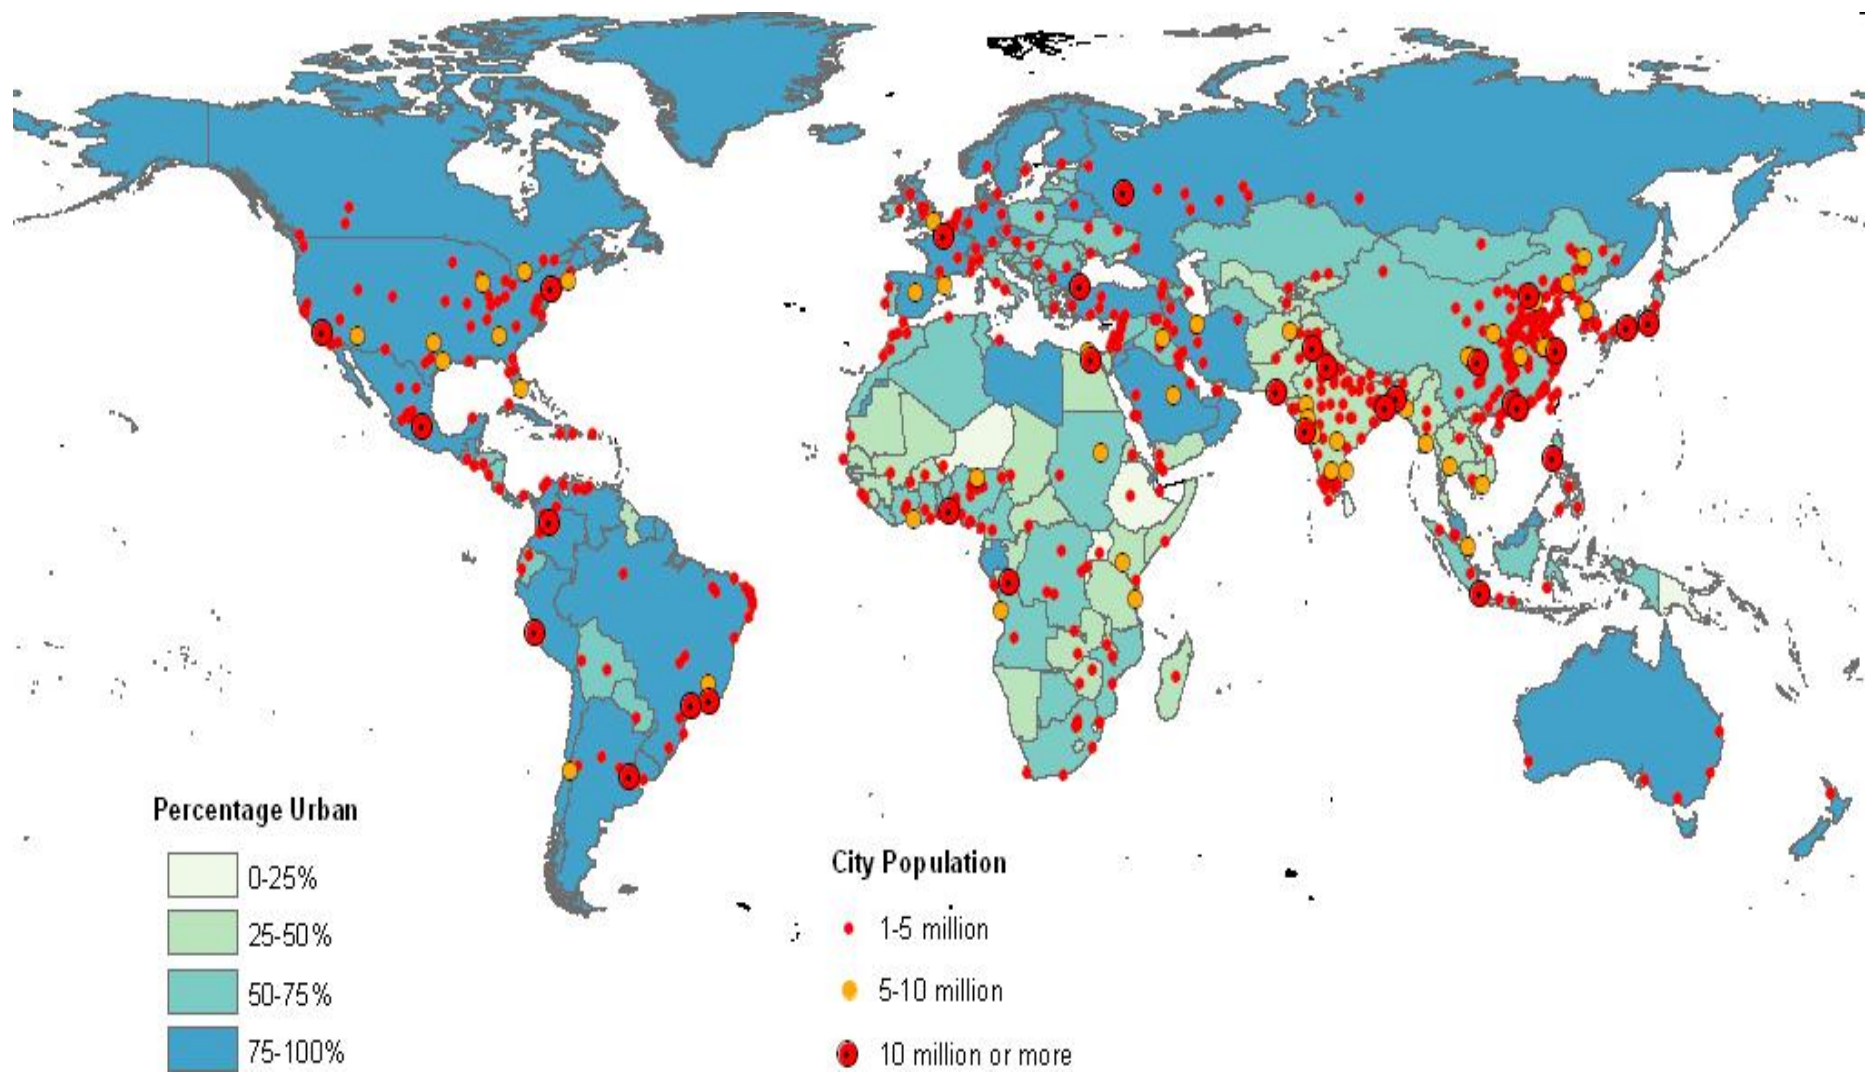 Percentage Urban
0-25%
25-50%
50-75%
75-100%
City Population
1-5 million
5-10 million
10 million or more